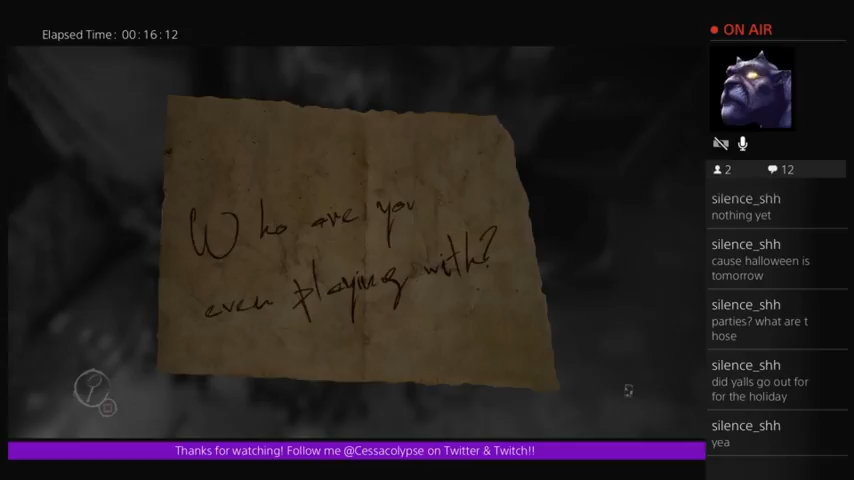 Elapsed Time: 00:16:12
ON AIR
2
12
Who are you
even playing with?
silence_shh
nothing yet
silence_shh
cause halloween is
tomorrow
silence_shh
parties? what are t
hose
silence_shh
did yalls go out for
for the holiday
silence_shh
yea
Thanks for watching! Follow me @Cessacolypse on Twitter & Twitch!!